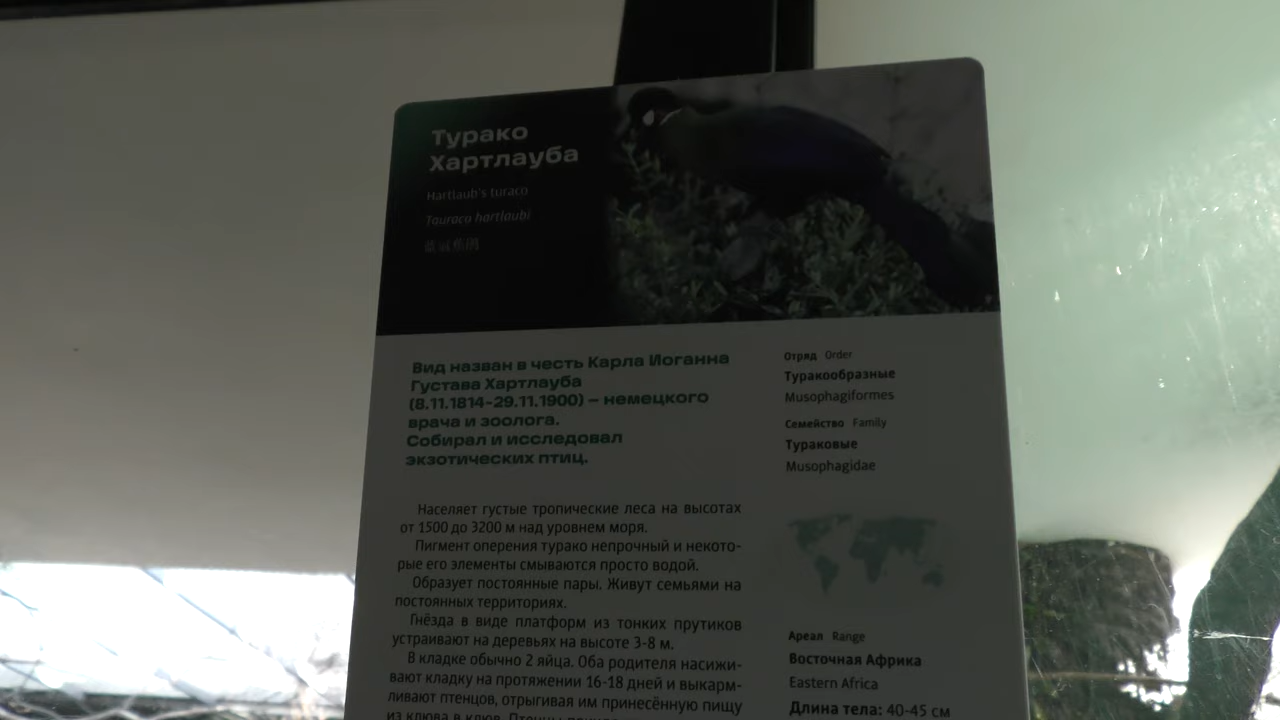 Турако
Хартлауба
Hartlaub's turaco
Tauraco hartlaubi
Вид назван в честь Карла Иоганна
Густава Хартлауба
(8.11.1814-29.11.1900) – немецкого
врача и зоолога.
Собирал и исследовал
экзотических птиц.
Населяет густые тропические леса на высотах
от 1500 до 3200 м над уровнем моря.
Пигмент оперения турако непрочный и некото-
рые его элементы смываются просто водой.
Образует постоянные пары. Живут семьями на
постоянных территориях.
Гнёзда в виде платформ из тонких прутиков
устраивают на деревьях на высоте 3-8 м.
В кладке обычно 2 яйца. Оба родителя насижи-
вают кладку на протяжении 16-18 дней и выкарм-
ливают птенцов, отрыгивая им принесённую пищу
из клюва в клюв. Птенцы
Отряд Order
Туракообразные
Musophagiformes
Семейство Family
Тураковые
Musophagidae
Ареал Range
Восточная Африка
Eastern Africa
Длина тела: 40-45 см